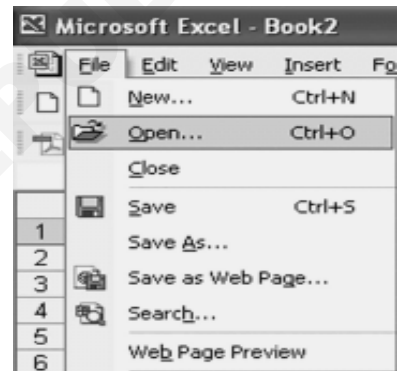 Microsoft Excel - Book2
File Edit View Insert Fo
New... Ctrl+N
Open... Ctrl+O
Close
Save Ctrl+S
1
Save As...
2
3 Save as Web Page...
4 Search...
5
Web Page Preview
6